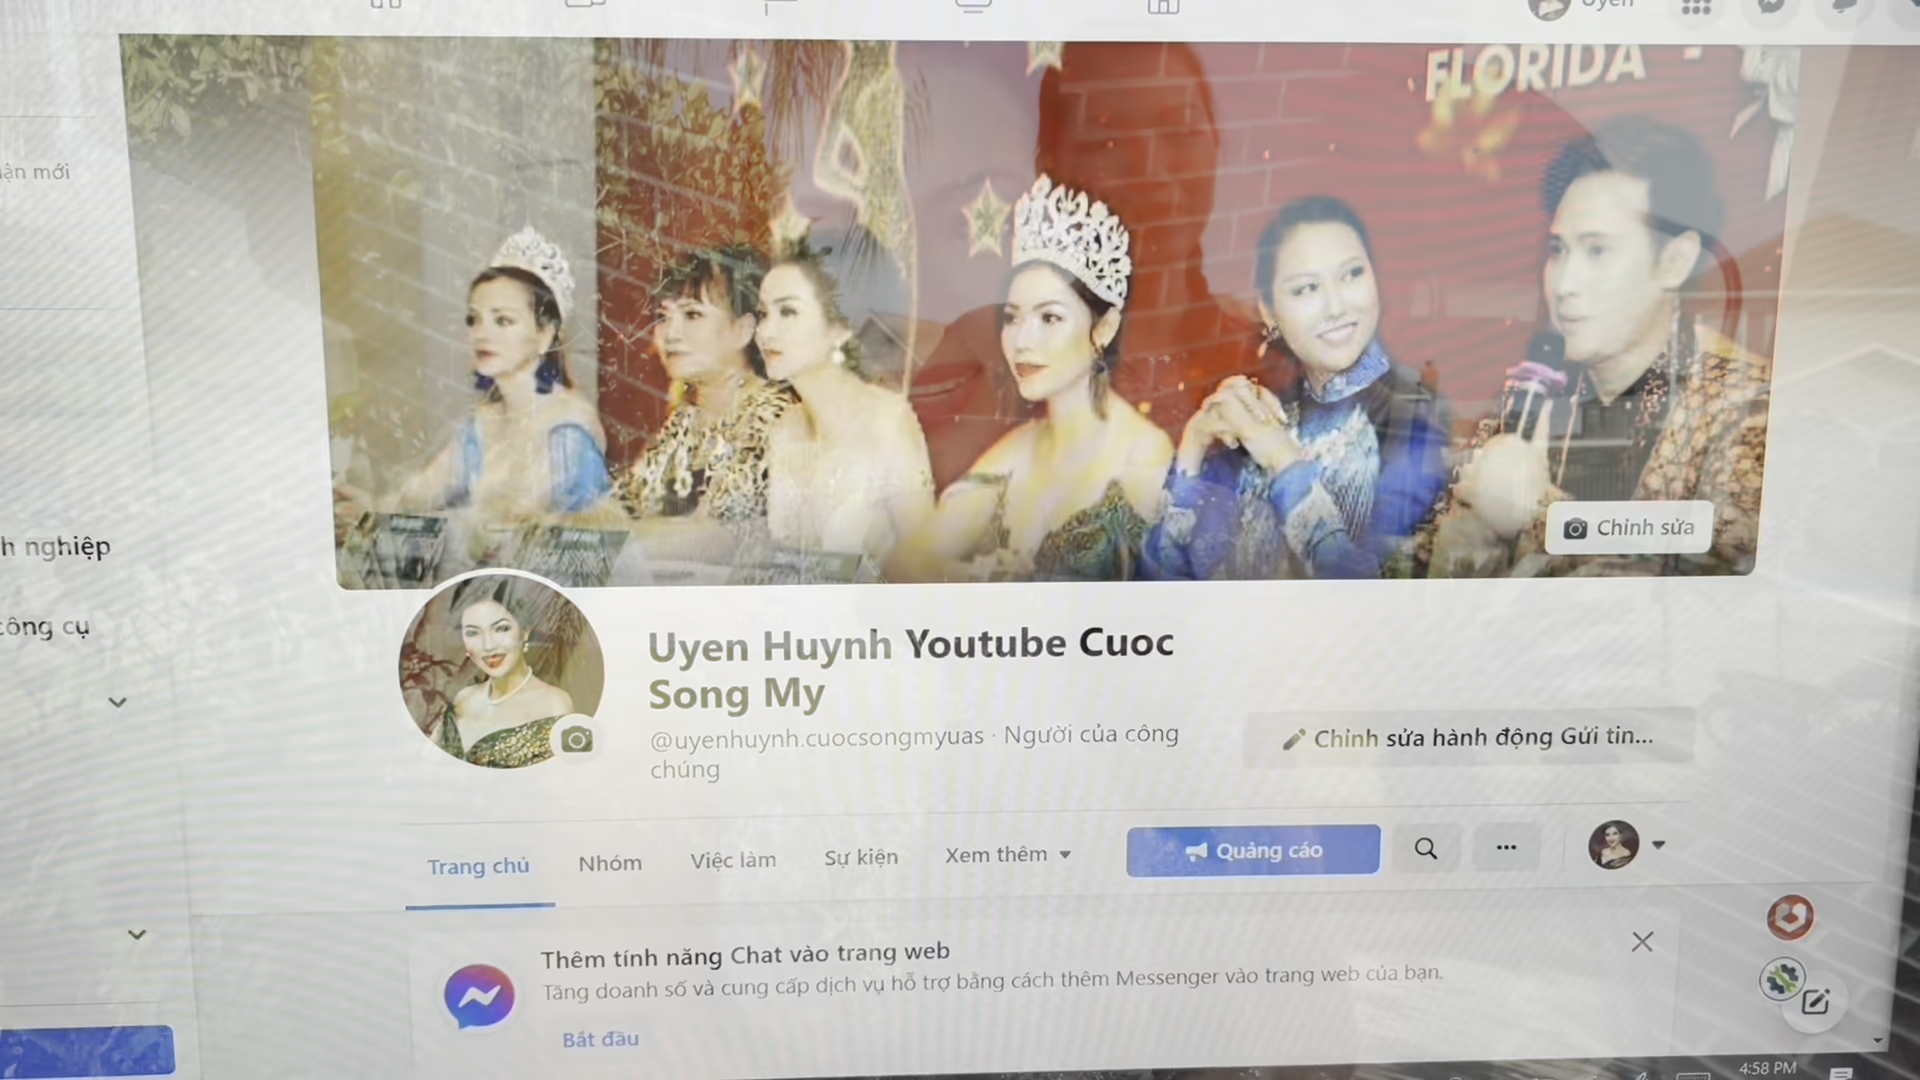 Uyen
FLORIDA
ận mới
h nghiệp
công cụ
Chỉnh sửa
Uyen Huynh Youtube Cuoc
Song My
@uyenhuynh.cuocsongmyuas · Người của công
chúng
Chỉnh sửa hành động Gửi tin...
Trang chủ
Nhóm
Việc làm
Sự kiện
Xem thêm
Quảng cáo
Thêm tính năng Chat vào trang web
Tăng doanh số và cung cấp dịch vụ hỗ trợ bằng cách thêm Messenger vào trang web của bạn.
Bắt đầu
4:58 PM